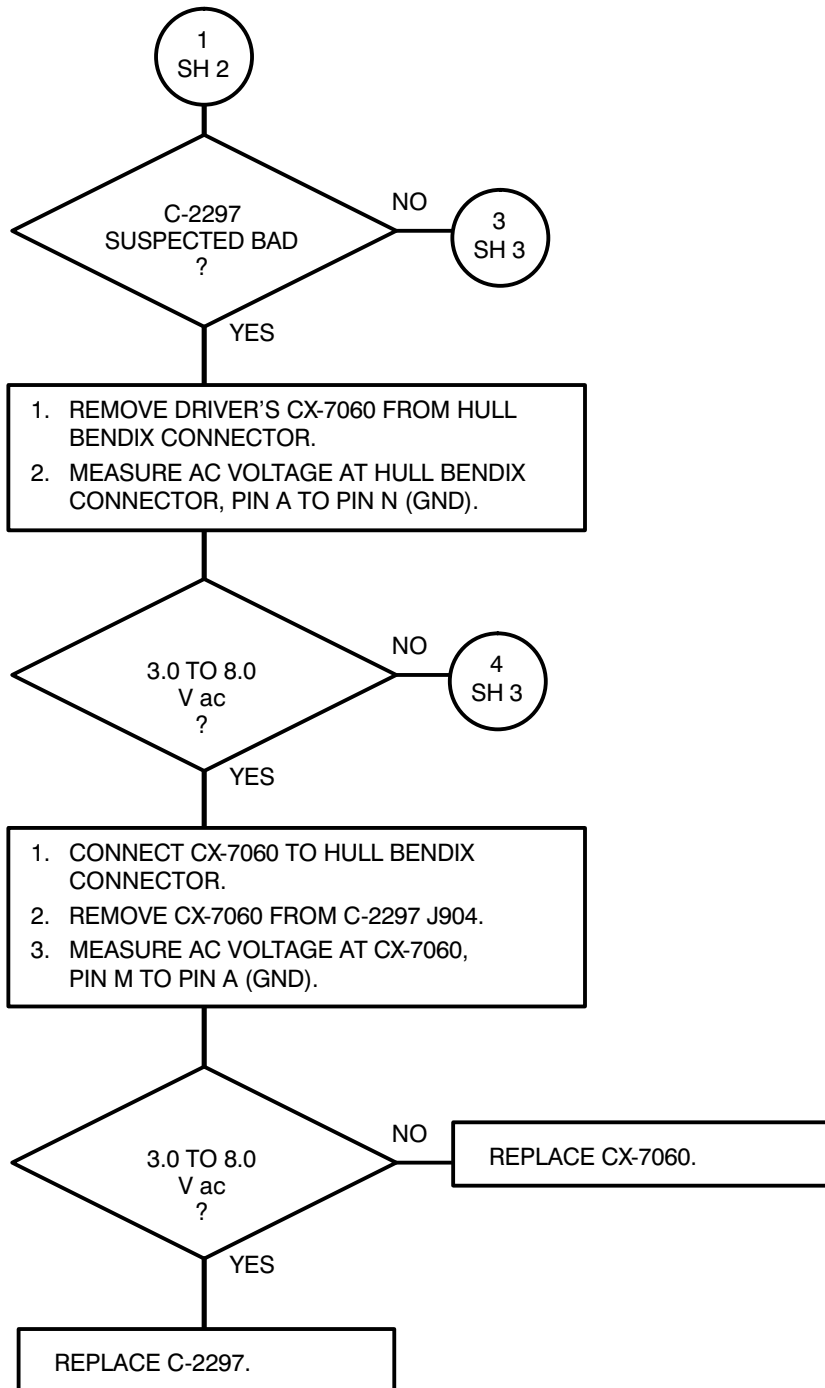 1
SH 2
C-2297
SUSPECTED BAD
?
NO
3
SH 3
YES
1. REMOVE DRIVER'S CX-7060 FROM HULL
BENDIX CONNECTOR.
2. MEASURE AC VOLTAGE AT HULL BENDIX
CONNECTOR, PIN A TO PIN N (GND).
3.0 TO 8.0
V ac
?
NO
4
SH 3
YES
1. CONNECT CX-7060 TO HULL BENDIX
CONNECTOR.
2. REMOVE CX-7060 FROM C-2297 J904.
3. MEASURE AC VOLTAGE AT CX-7060,
PIN M TO PIN A (GND).
3.0 TO 8.0
V ac
?
NO
REPLACE CX-7060.
YES
REPLACE C-2297.